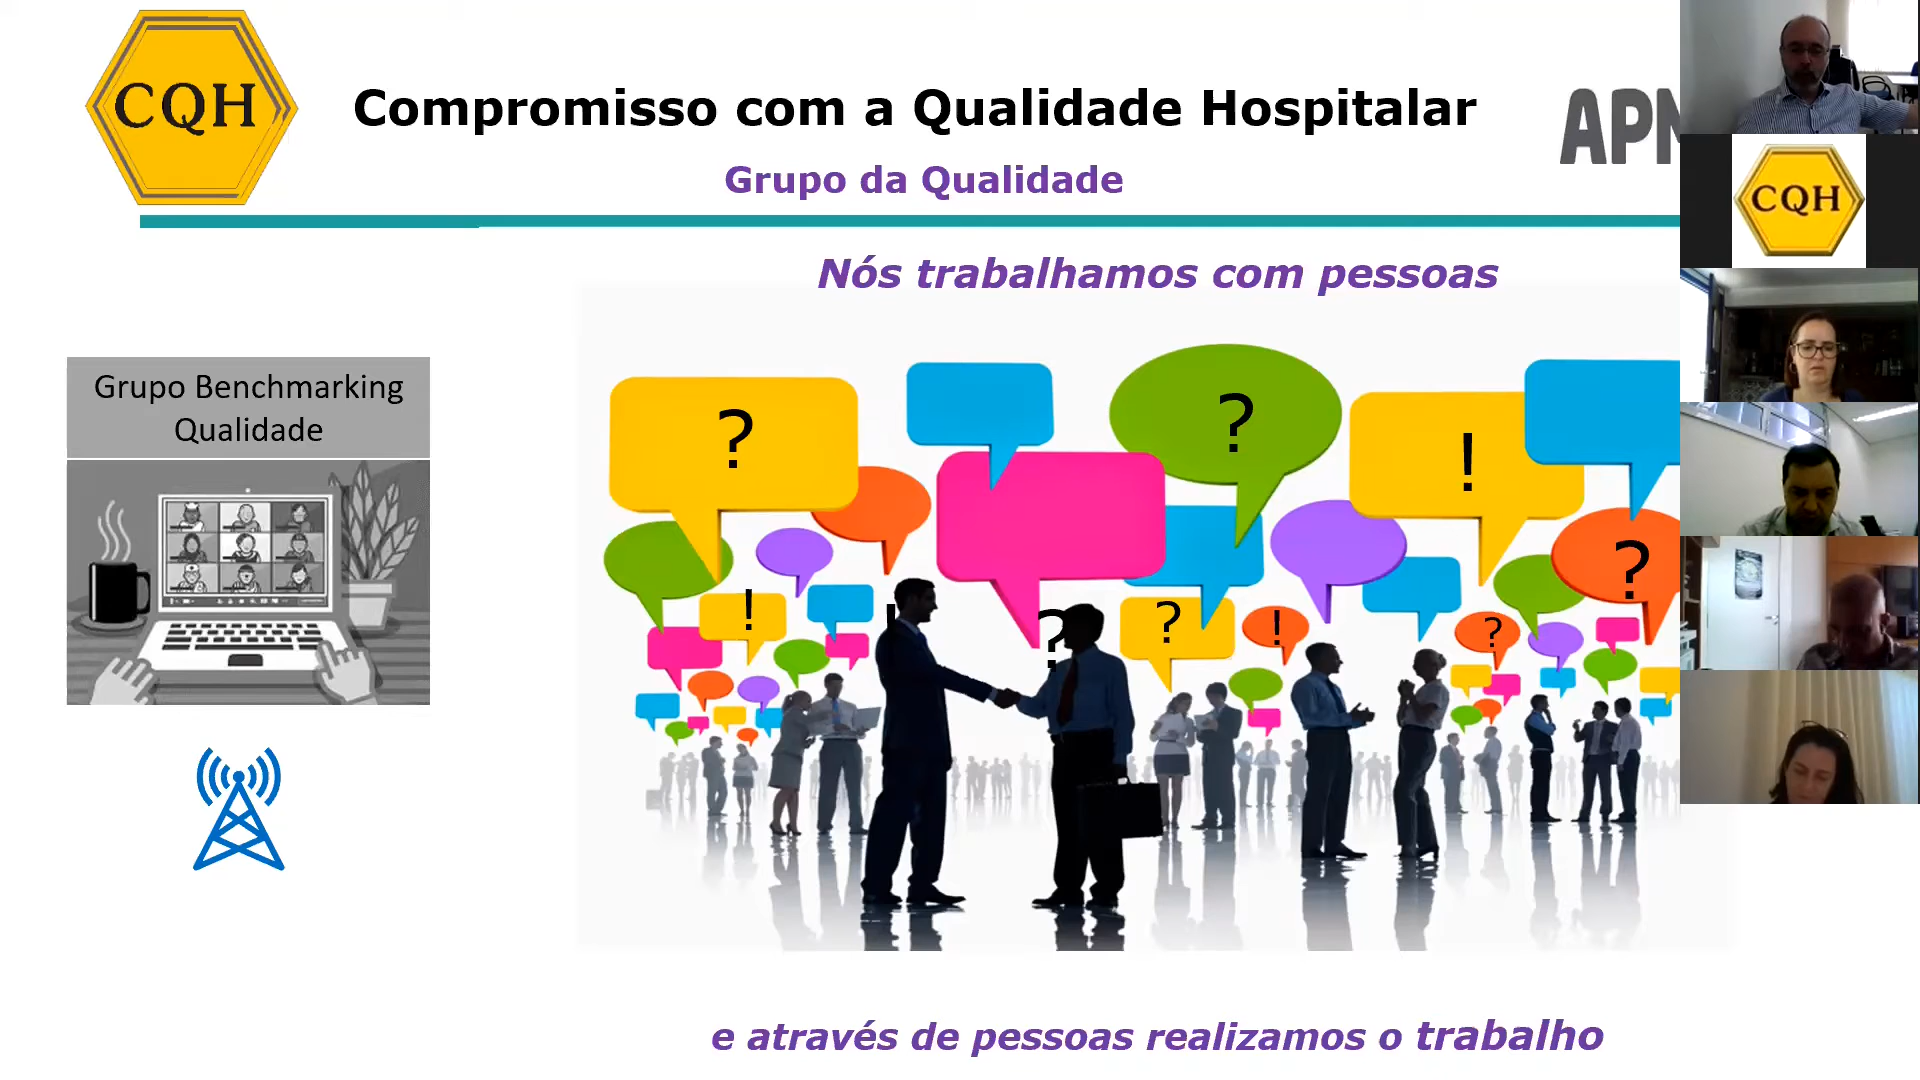 CQH
Compromisso com a Qualidade Hospitalar
Grupo da Qualidade
CQH
Nós trabalhamos com pessoas
Grupo Benchmarking
Qualidade
?
?
!
?
!
!
?
?
!
?
e através de pessoas realizamos o trabalho